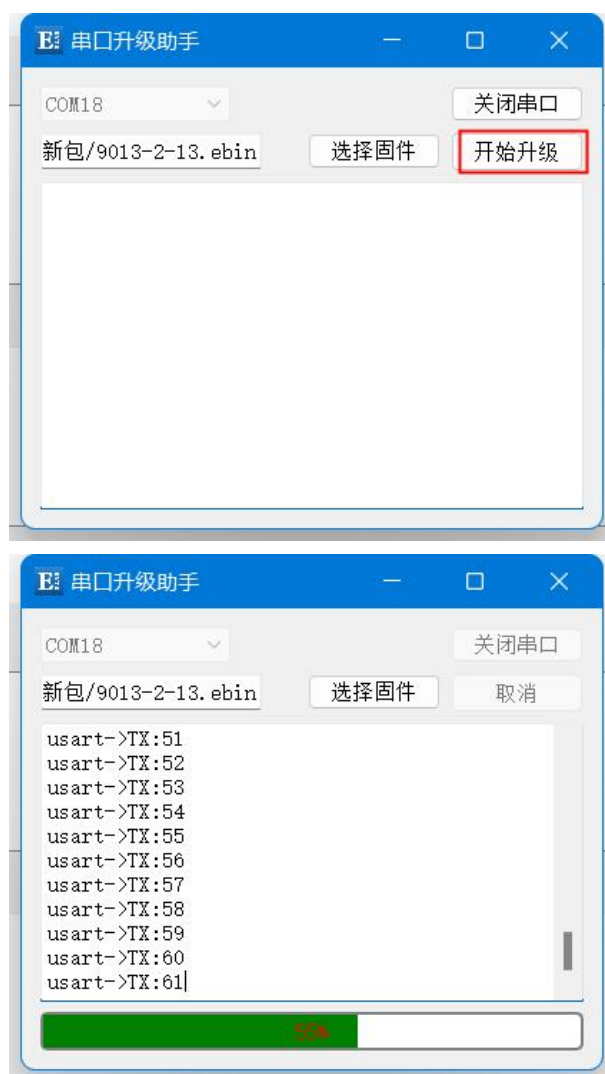 E 串口升级助手
COM18 关闭串口
新包/9013-2-13.ebin 选择固件 开始升级
E 串口升级助手
COM18 关闭串口
新包/9013-2-13.ebin 选择固件 取消
usart->TX:51
usart->TX:52
usart->TX:53
usart->TX:54
usart->TX:55
usart->TX:56
usart->TX:57
usart->TX:58
usart->TX:59
usart->TX:60
usart->TX:61